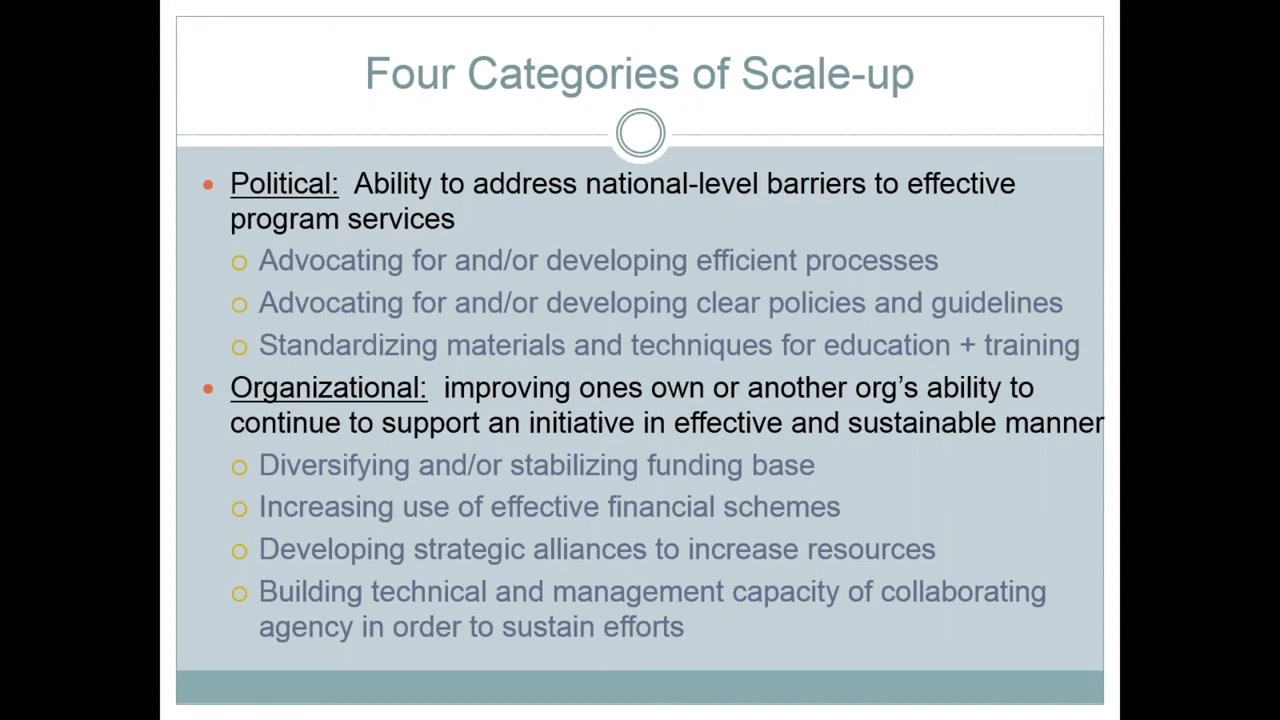 Four Categories of Scale-up
Political: Ability to address national-level barriers to effective
program services
Advocating for and/or developing efficient processes
Advocating for and/or developing clear policies and guidelines
Standardizing materials and techniques for education + training
Organizational: improving ones own or another org's ability to
continue to support an initiative in effective and sustainable manner
Diversifying and/or stabilizing funding base
Increasing use of effective financial schemes
Developing strategic alliances to increase resources
Building technical and management capacity of collaborating
agency in order to sustain efforts